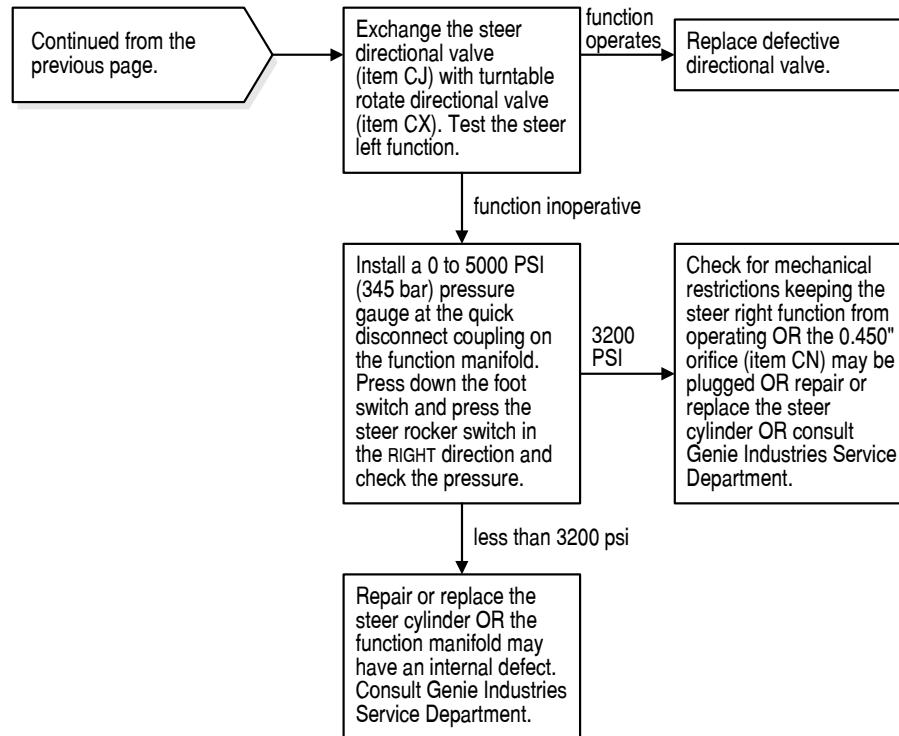 Continued from the
previous page.
Exchange the steer
directional valve
(item CJ) with turntable
rotate directional valve
(item CX). Test the steer
left function.
function
operates
Replace defective
directional valve.
function inoperative
Install a 0 to 5000 PSI
(345 bar) pressure
gauge at the quick
disconnect coupling on
the function manifold.
Press down the foot
switch and press the
steer rocker switch in
the RIGHT direction and
check the pressure.
3200
PSI
Check for mechanical
restrictions keeping the
steer right function from
operating OR the 0.450"
orifice (item CN) may be
plugged OR repair or
replace the steer
cylinder OR consult
Genie Industries Service
Department.
less than 3200 psi
Repair or replace the
steer cylinder OR the
function manifold may
have an internal defect.
Consult Genie Industries
Service Department.